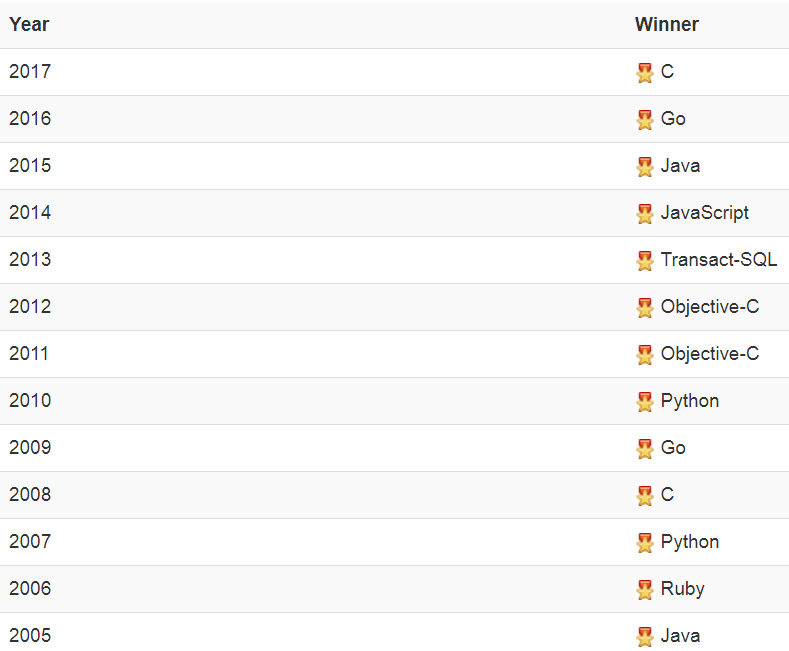 Year Winner
2017 C
2016 Go
2015 Java
2014 JavaScript
2013 Transact-SQL
2012 Objective-C
2011 Objective-C
2010 Python
2009 Go
2008 C
2007 Python
2006 Ruby
2005 Java